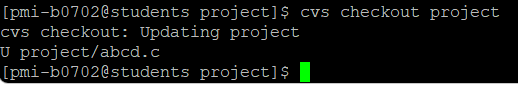 [pmi-b0702@students project]$ cvs checkout project
cvs checkout: Updating project
U project/abcd.c
[pmi-b0702@students project]$